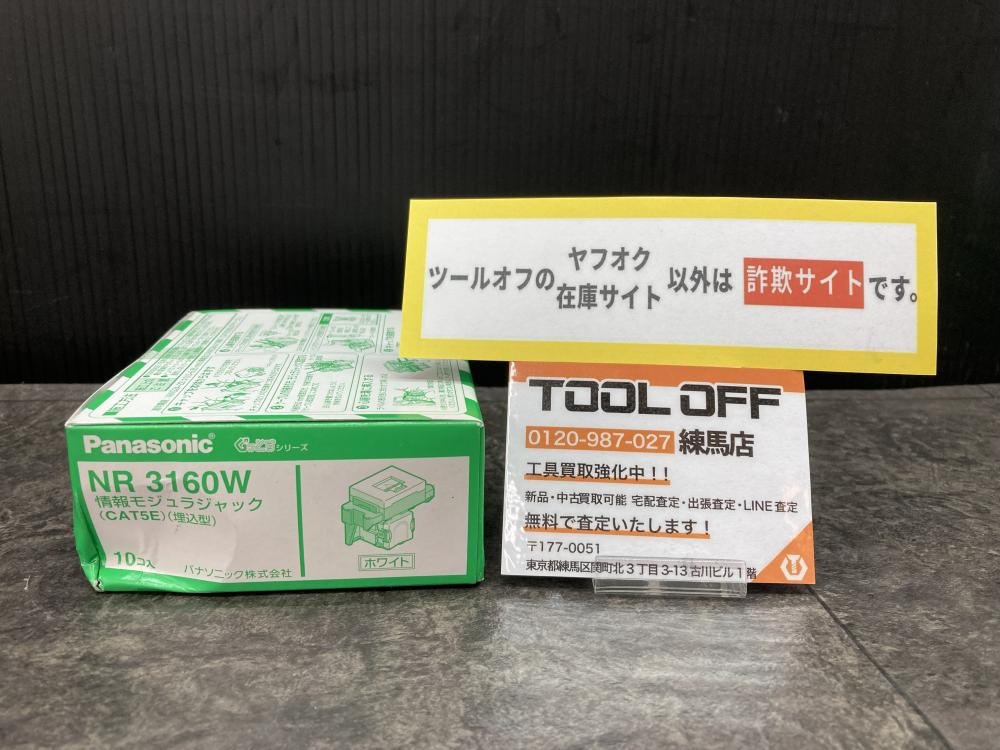 Panasonic ぐっとすシリーズ
NR 3160W
情報モジュラジャック
(CAT5E)(埋込型)
10コ入
パナソニック株式会社
ホワイト
ツールオフの ヤフオク 在庫サイト 以外は 詐欺サイト です。
TOOL OFF
0120-987-027 練馬店
工具買取強化中!!
新品・中古買取可能 宅配査定・出張査定・LINE査定
無料で査定いたします!
〒177-0051
東京都練馬区関町北3丁目3-13古川ビル1階